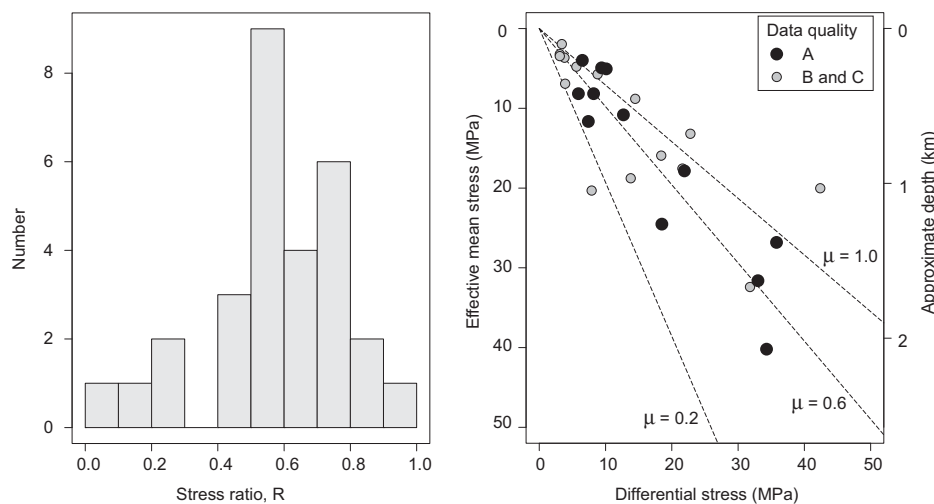 Number
8
6
4
2
0
0.0 0.2 0.4 0.6 0.8 1.0
Stress ratio, R
Effective mean stress (MPa)
0
10
20
30
40
50
0 10 20 30 40 50
Differential stress (MPa)
Data quality
A
B and C
μ = 1.0
μ = 0.6
μ = 0.2
0
1
2
Approximate depth (km)